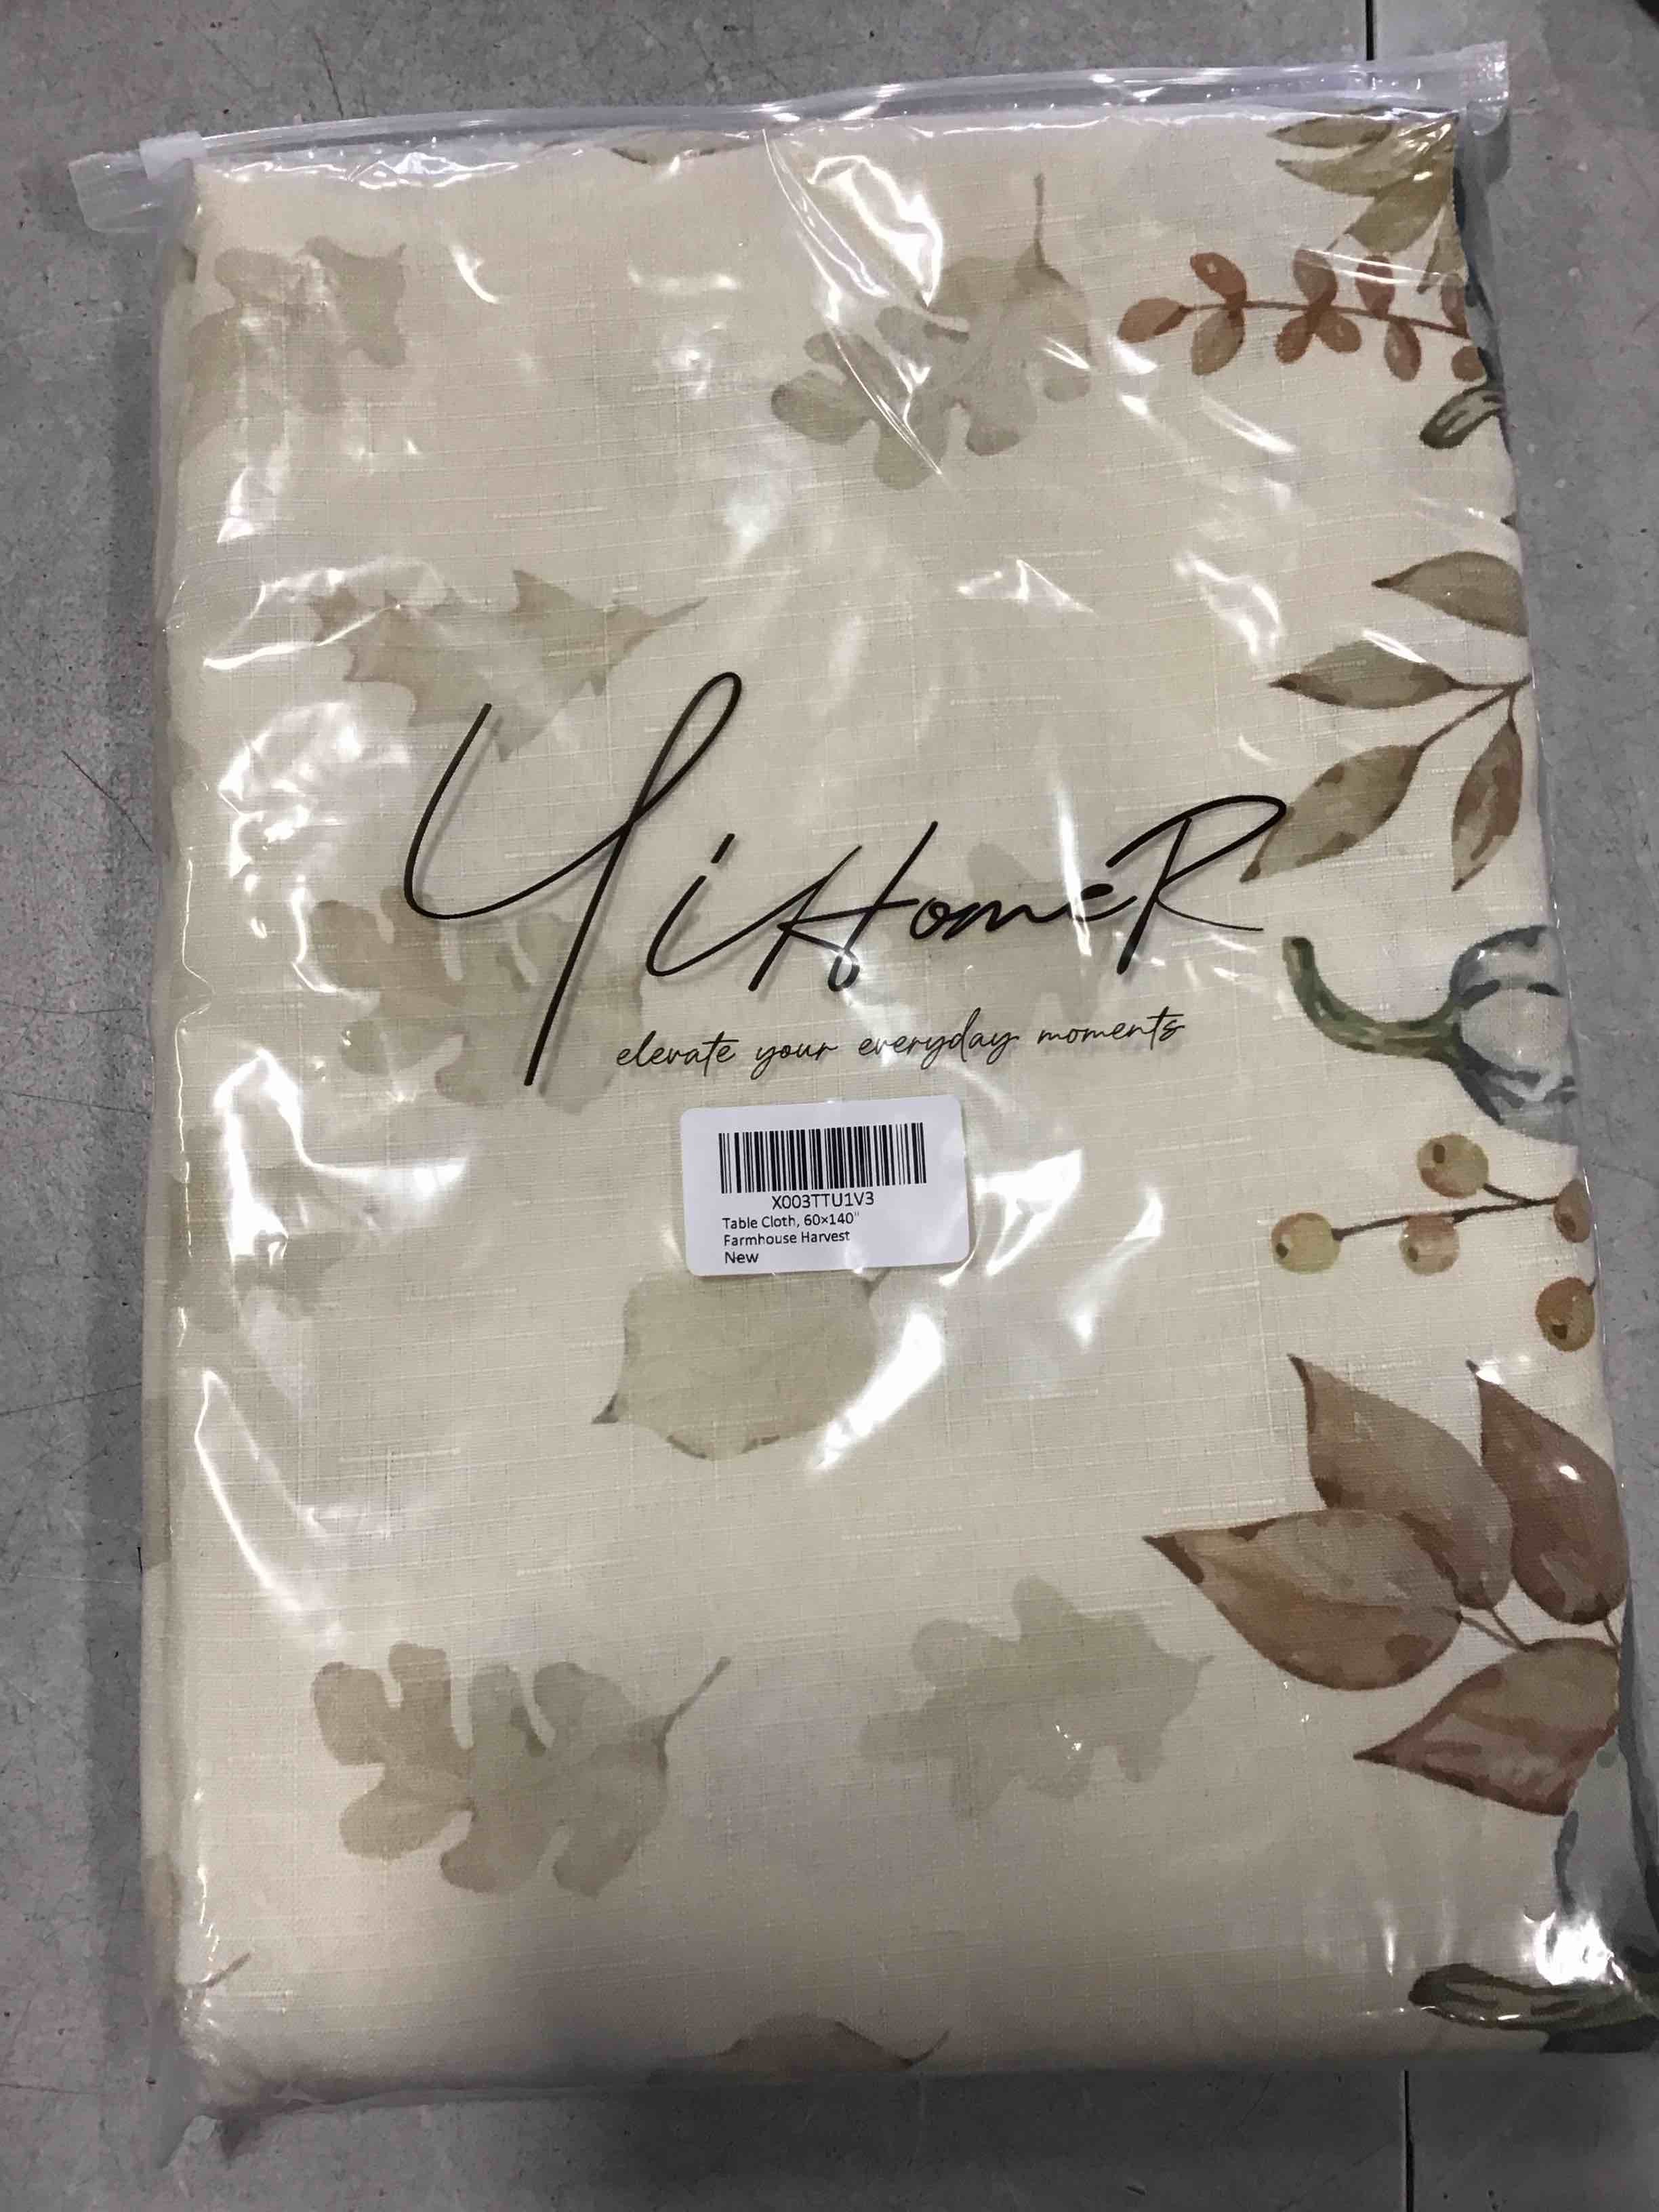 YiHomeR
elevate your everyday moments
X003TTU1V3
Table Cloth, 60×140"
Farmhouse Harvest
New